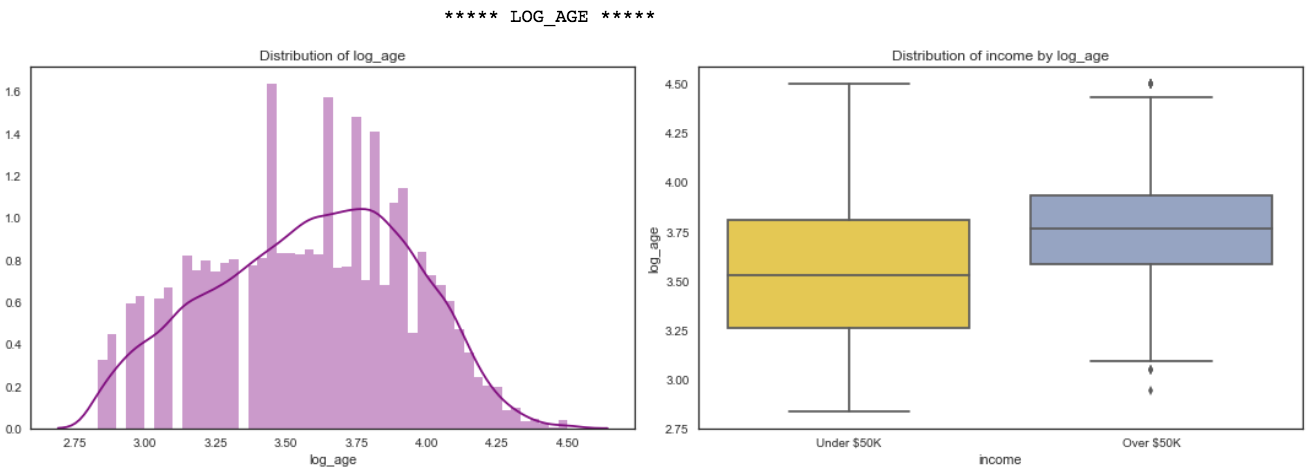 ***** LOG_AGE *****
Distribution of log_age
1.6
1.4
1.2
1.0
0.8
0.6
0.4
0.2
0.0
2.75 3.00 3.25 3.50 3.75 4.00 4.25 4.50
log_age
Distribution of income by log_age
4.50
4.25
4.00
3.75
3.50
3.25
3.00
2.75
log_age
Under $50K Over $50K
income